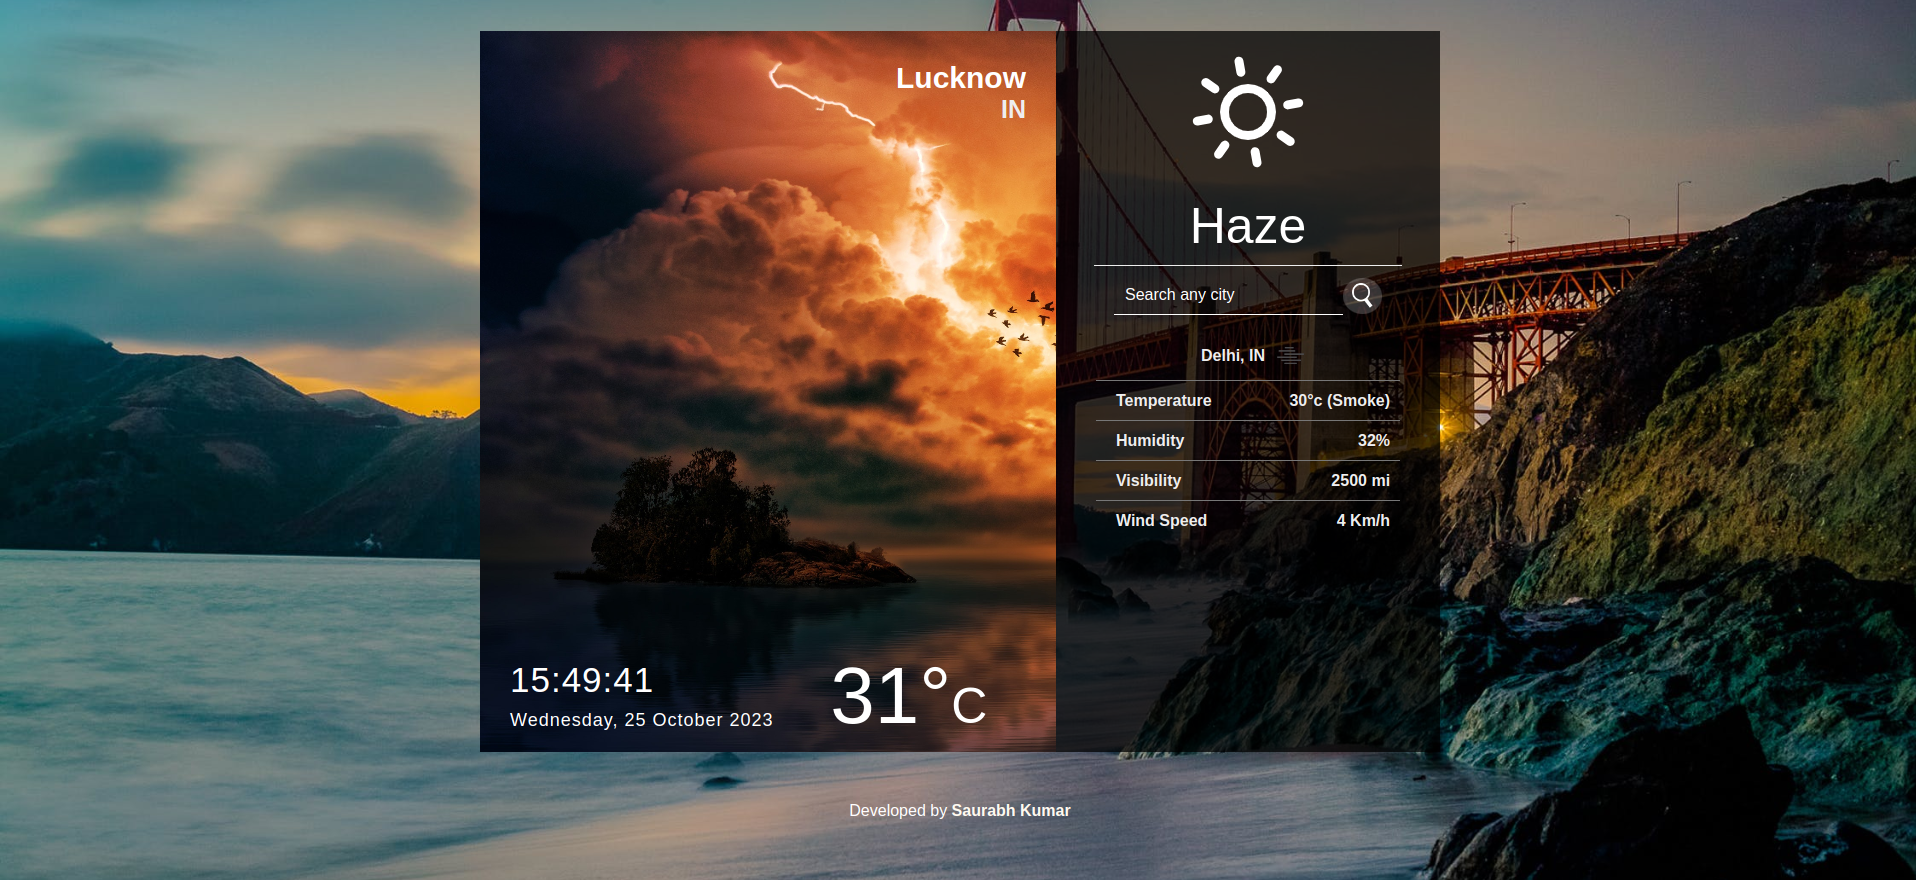 Lucknow
IN
15:49:41
Wednesday, 25 October 2023
31°C
Haze
Search any city
Delhi, IN
Temperature 30°c (Smoke)
Humidity 32%
Visibility 2500 mi
Wind Speed 4 Km/h
Developed by Saurabh Kumar